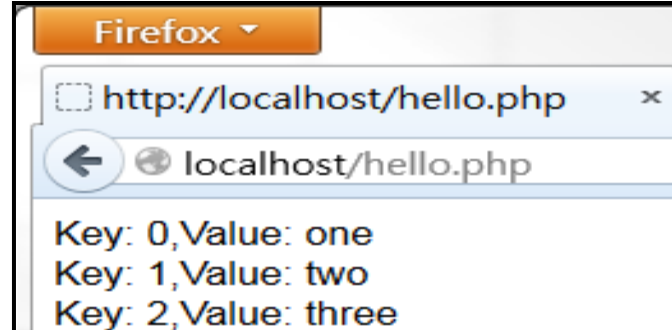 Firefox
http://localhost/hello.php ×
localhost/hello.php
Key: 0,Value: one
Key: 1,Value: two
Key: 2,Value: three